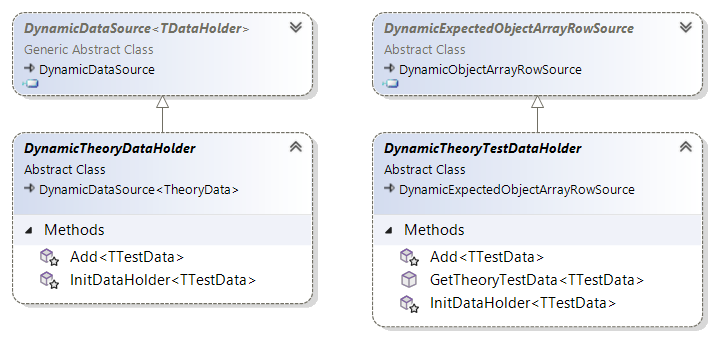 DynamicDataSource<TDataHolder>
Generic Abstract Class
DynamicDataSource
DynamicTheoryDataHolder
Abstract Class
DynamicDataSource<TheoryData>
Methods
Add<TTestData>
InitDataHolder<TTestData>
DynamicExpectedObjectArrayRowSource
Abstract Class
DynamicObjectArrayRowSource
DynamicTheoryTestDataHolder
Abstract Class
DynamicExpectedObjectArrayRowSource
Methods
Add<TTestData>
GetTheoryTestData<TTestData>
InitDataHolder<TTestData>